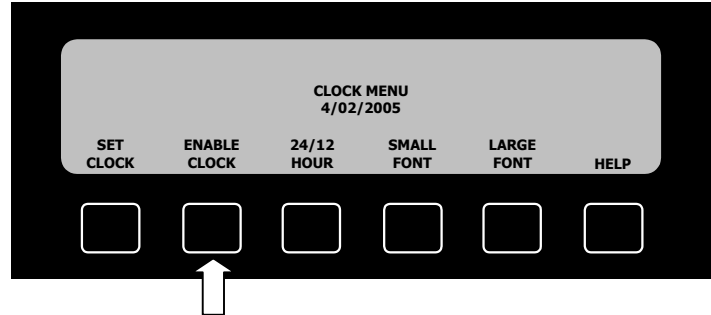 CLOCK MENU
4/02/2005
SET ENABLE 24/12 SMALL LARGE
CLOCK CLOCK HOUR FONT FONT HELP